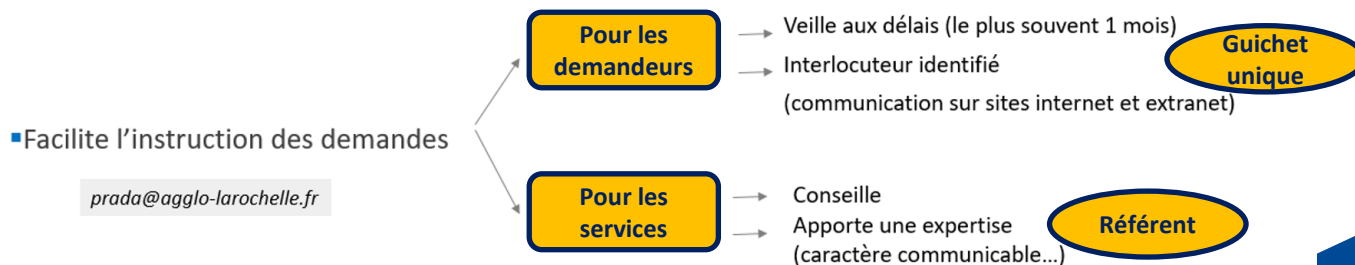 ▪Facilite l’instruction des demandes
prada@agglo-larochelle.fr
Pour les
demandeurs
Veille aux délais (le plus souvent 1 mois)
Interlocuteur identifié
(communication sur sites internet et extranet)
Guichet
unique
Pour les
services
Conseille
Apporte une expertise
(caractère communicable…)
Référent